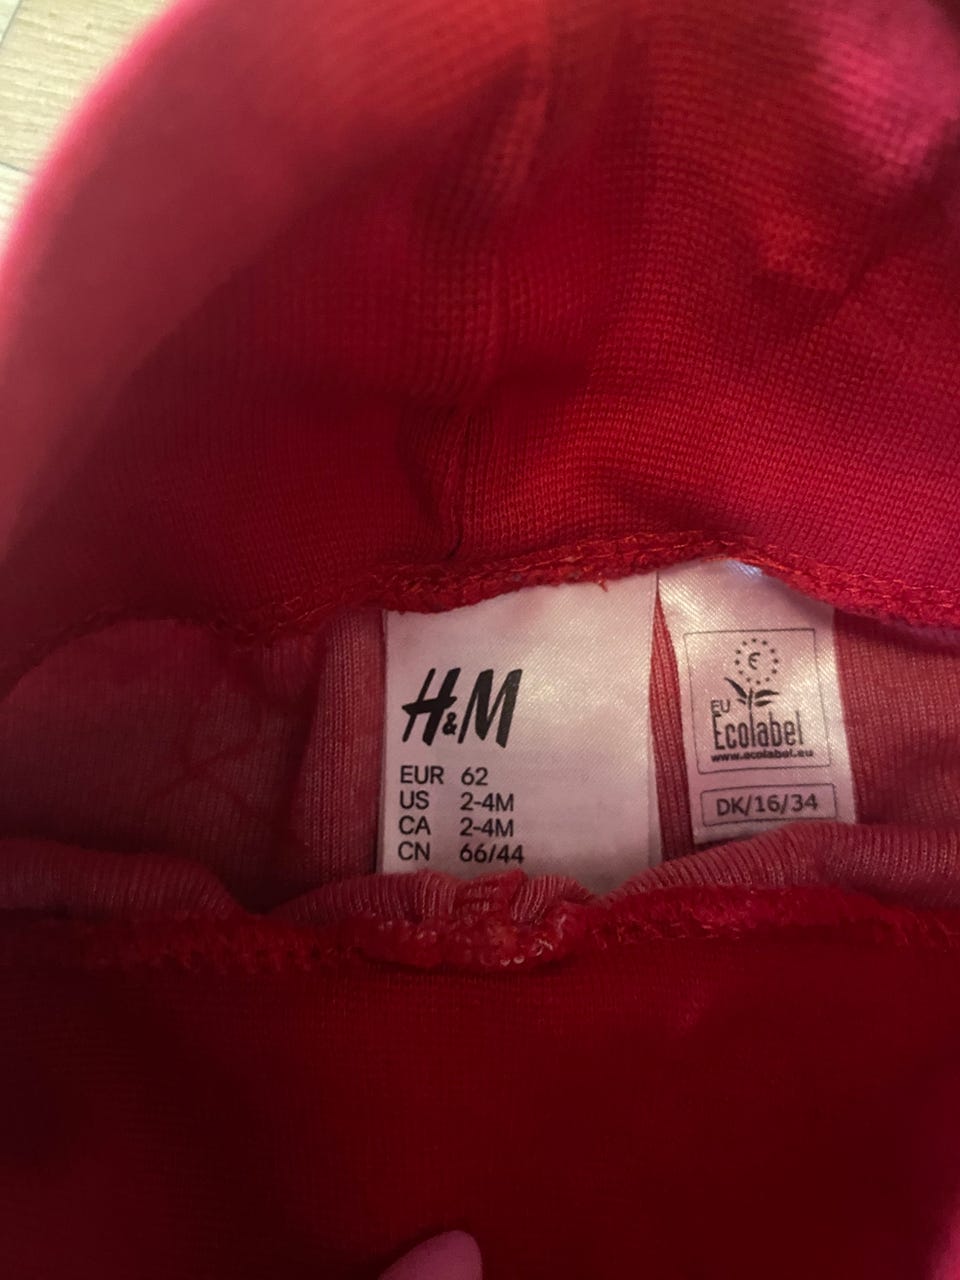 H&M
EUR 62
US 2-4M
CA 2-4M
CN 66/44
EU
Ecolabel
www.ecolabel.eu
DK/16/34